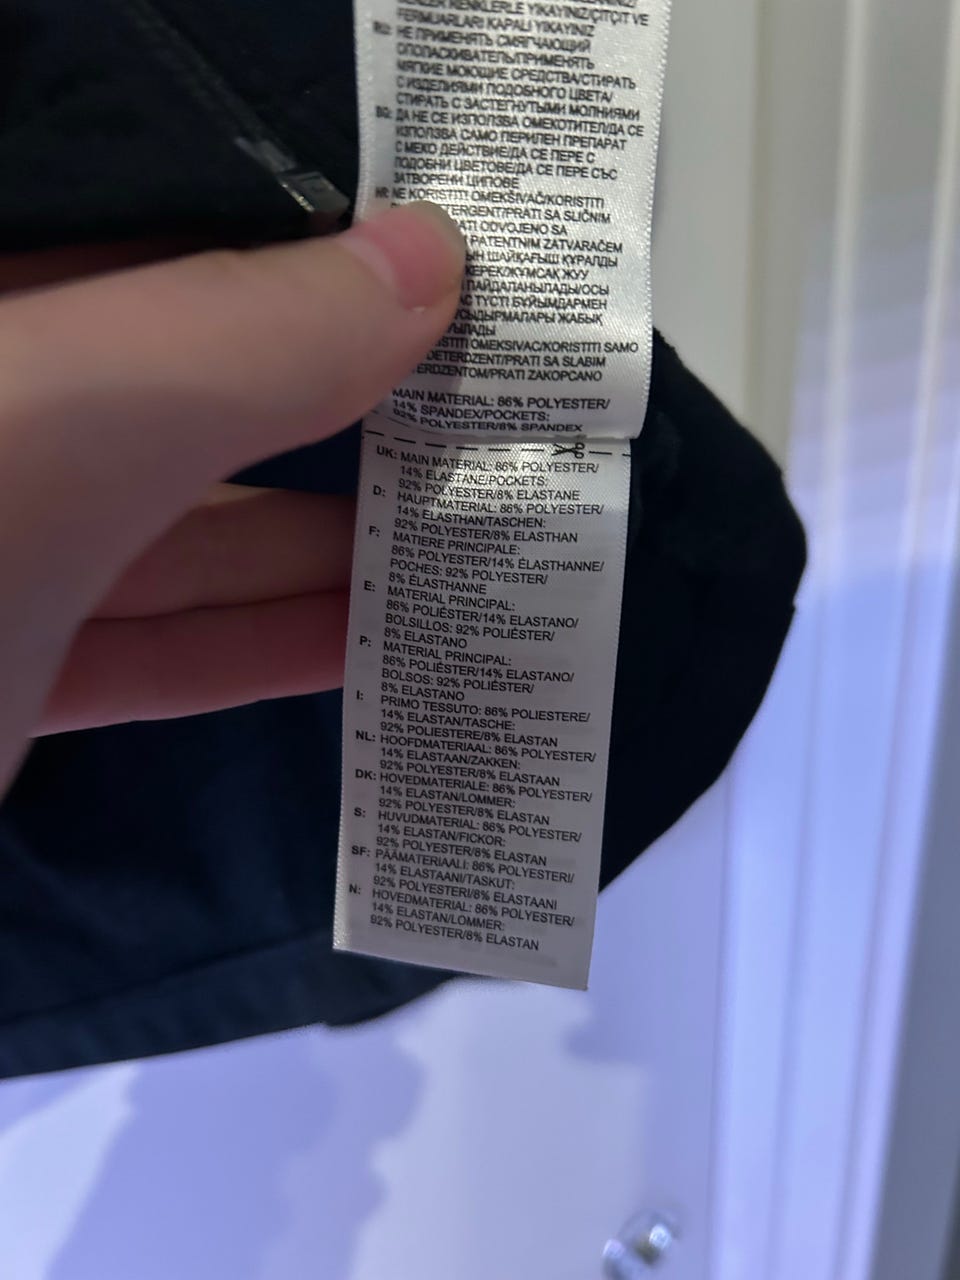 RENKLERLE YIKAYINIZ/ÇITÇIT VE
FERMUARLARI KAPALI YIKAYINIZ
RU: НЕ ПРИМЕНЯТЬ СМЯГЧАЮЩИЙ
ОПОЛАСКИВАТЕЛЬ/ПРИМЕНЯТЬ
МЯГКИЕ МОЮЩИЕ СРЕДСТВА/СТИРАТЬ
С ИЗДЕЛИЯМИ ПОДОБНОГО ЦВЕТА/
СТИРАТЬ С ЗАСТЕГНУТЫМИ МОЛНИЯМИ
BG: ДА НЕ СЕ ИЗПОЛЗВА ОМЕКОТИТЕЛ/ДА СЕ
ИЗПОЛЗВА САМО ПЕРИЛЕН ПРЕПАРАТ
С МЕКО ДЕЙСТВИЕ/ДА СЕ ПЕРЕ С
ПОДОБНИ ЦВЕТОВЕ/ДА СЕ ПЕРЕ СЪС
ЗАТВОРЕНИ ЦИПОВЕ
HR: NE KORISTITI OMEKŠIVAČ/KORISTITI
ETERGENT/PRATI SA SLIČNIM
RATI ODVOJENO SA
PATENTNIM ZATVARAČEM
ШАЙҚАҒЫШ ҚҰРАЛДЫ
КЕРЕК/ЖҰМСАҚ ЖУУ
ПАЙДАЛАНЫЛАДЫ/ОСЫ
ТҮСТІ БҰЙЫМДАРМЕН
/СЫДЫРМАЛАРЫ ЖАБЫҚ
ЫЛАДЫ
ISTITI OMEKSIVAC/KORISTITI SAMO
DETERDZENT/PRATI SA SLABIM
ERDZENTOM/PRATI ZAKOPCANO
MAIN MATERIAL: 86% POLYESTER/
14% SPANDEX/POCKETS:
92% POLYESTER/8% SPANDEX
UK: MAIN MATERIAL: 86% POLYESTER/
14% ELASTANE/POCKETS:
92% POLYESTER/8% ELASTANE
D: HAUPTMATERIAL: 86% POLYESTER/
14% ELASTHAN/TASCHEN:
92% POLYESTER/8% ELASTHAN
F: MATIERE PRINCIPALE:
86% POLYESTER/14% ÉLASTHANNE/
POCHES: 92% POLYESTER/
8% ÉLASTHANNE
E: MATERIAL PRINCIPAL:
86% POLIÉSTER/14% ELASTANO/
BOLSILLOS: 92% POLIÉSTER/
8% ELASTANO
P: MATERIAL PRINCIPAL:
86% POLIÉSTER/14% ELASTANO/
BOLSOS: 92% POLIÉSTER/
8% ELASTANO
I: PRIMO TESSUTO: 86% POLIESTERE/
14% ELASTAN/TASCHE:
92% POLIESTERE/8% ELASTAN
NL: HOOFDMATERIAAL: 86% POLYESTER/
14% ELASTAAN/ZAKKEN:
92% POLYESTER/8% ELASTAAN
DK: HOVEDMATERIALE: 86% POLYESTER/
14% ELASTAN/LOMMER:
92% POLYESTER/8% ELASTAN
S: HUVUDMATERIAL: 86% POLYESTER/
14% ELASTAN/FICKOR:
92% POLYESTER/8% ELASTAN
SF: PÄÄMATERIAALI: 86% POLYESTERI/
14% ELASTAANI/TASKUT:
92% POLYESTERI/8% ELASTAANI
N: HOVEDMATERIAL: 86% POLYESTER/
14% ELASTAN/LOMMER:
92% POLYESTER/8% ELASTAN